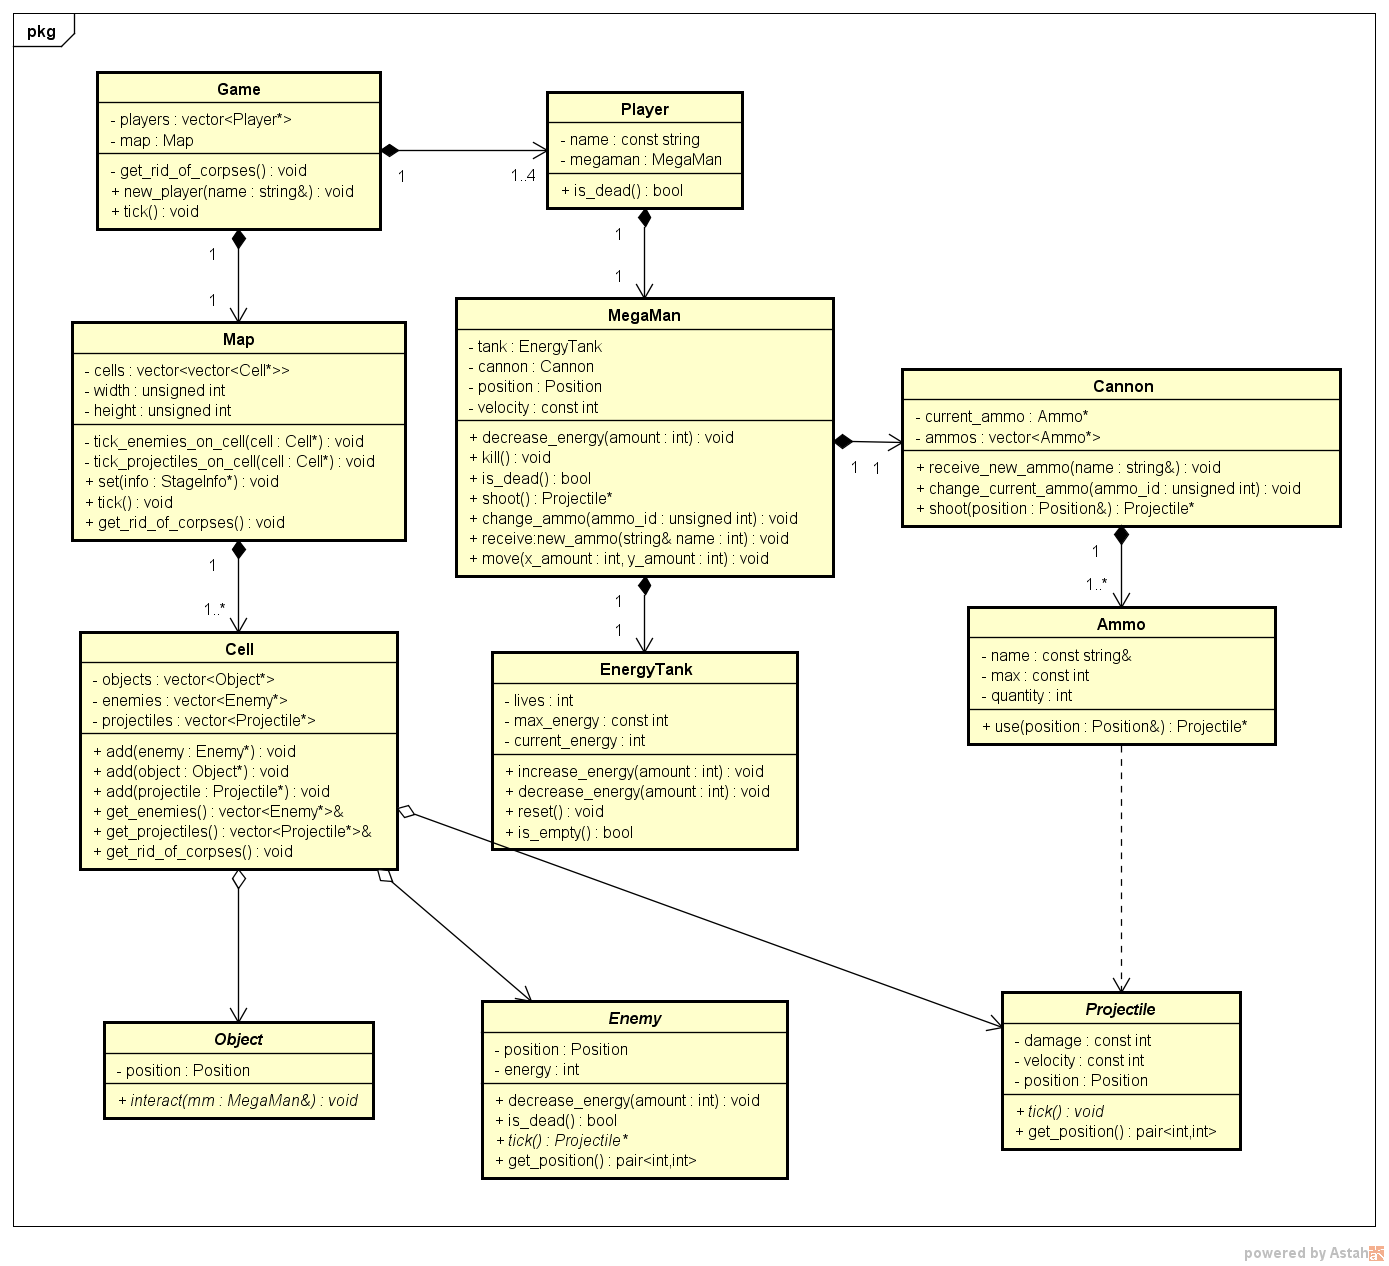 pkg
Game
- players : vector<Player*>
- map : Map
- get_rid_of_corpses() : void
+ new_player(name : string&) : void
+ tick() : void
1
1..4
Player
- name : const string
- megaman : MegaMan
+ is_dead() : bool
1
1
1
1
Map
- cells : vector<vector<Cell*>>
- width : unsigned int
- height : unsigned int
- tick_enemies_on_cell(cell : Cell*) : void
- tick_projectiles_on_cell(cell : Cell*) : void
+ set(info : StageInfo*) : void
+ tick() : void
+ get_rid_of_corpses() : void
MegaMan
- tank : EnergyTank
- cannon : Cannon
- position : Position
- velocity : const int
+ decrease_energy(amount : int) : void
+ kill() : void
+ is_dead() : bool
+ shoot() : Projectile*
+ change_ammo(ammo_id : unsigned int) : void
+ receive:new_ammo(string& name : int) : void
+ move(x_amount : int, y_amount : int) : void
1
1
Cannon
- current_ammo : Ammo*
- ammos : vector<Ammo*>
+ receive_new_ammo(name : string&) : void
+ change_current_ammo(ammo_id : unsigned int) : void
+ shoot(position : Position&) : Projectile*
1
1..*
1
1
1
1..*
Cell
- objects : vector<Object*>
- enemies : vector<Enemy*>
- projectiles : vector<Projectile*>
+ add(enemy : Enemy*) : void
+ add(object : Object*) : void
+ add(projectile : Projectile*) : void
+ get_enemies() : vector<Enemy*>&
+ get_projectiles() : vector<Projectile*>&
+ get_rid_of_corpses() : void
EnergyTank
- lives : int
- max_energy : const int
- current_energy : int
+ increase_energy(amount : int) : void
+ decrease_energy(amount : int) : void
+ reset() : void
+ is_empty() : bool
Ammo
- name : const string&
- max : const int
- quantity : int
+ use(position : Position&) : Projectile*
Object
- position : Position
+ interact(mm : MegaMan&) : void
Enemy
- position : Position
- energy : int
+ decrease_energy(amount : int) : void
+ is_dead() : bool
+ tick() : Projectile*
+ get_position() : pair<int,int>
Projectile
- damage : const int
- velocity : const int
- position : Position
+ tick() : void
+ get_position() : pair<int,int>
powered by Astah